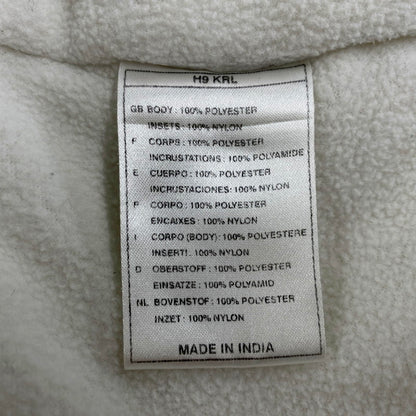 H9 KRL
GB BODY : 100% POLYESTER
INSETS : 100% NYLON
F CORPS : 100% POLYESTER
INCRUSTATIONS : 100% POLYAMIDE
E CUERPO : 100% POLYESTER
INCRUSTACIONES : 100% NYLON
P CORPO : 100% POLYESTER
ENCAIXES : 100% NYLON
I CORPO (BODY) : 100% POLYESTERE
INSERTI : 100% NYLON
D OBERSTOFF : 100% POLYESTER
EINSATZE : 100% POLYAMID
NL BOVENSTOF : 100% POLYESTER
INZET : 100% NYLON
MADE IN INDIA